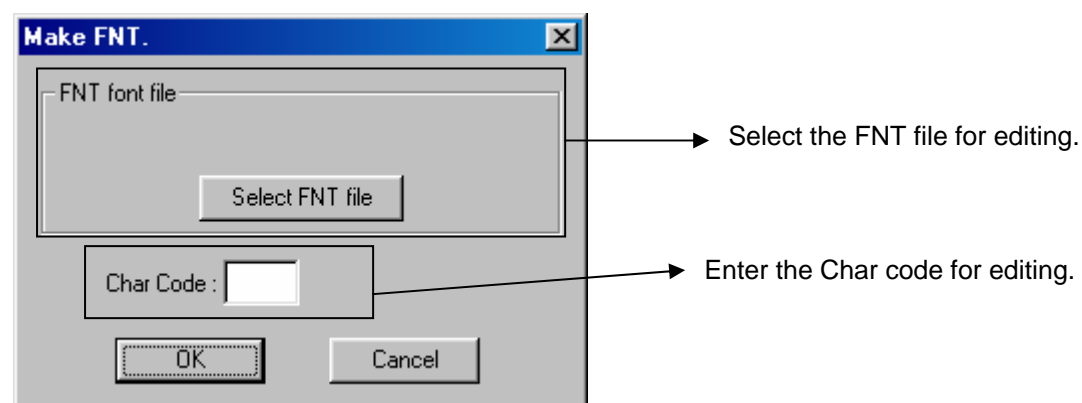 Make FNT.
FNT font file
Select the FNT file for editing.
Select FNT file
Enter the Char code for editing.
Char Code :
OK Cancel